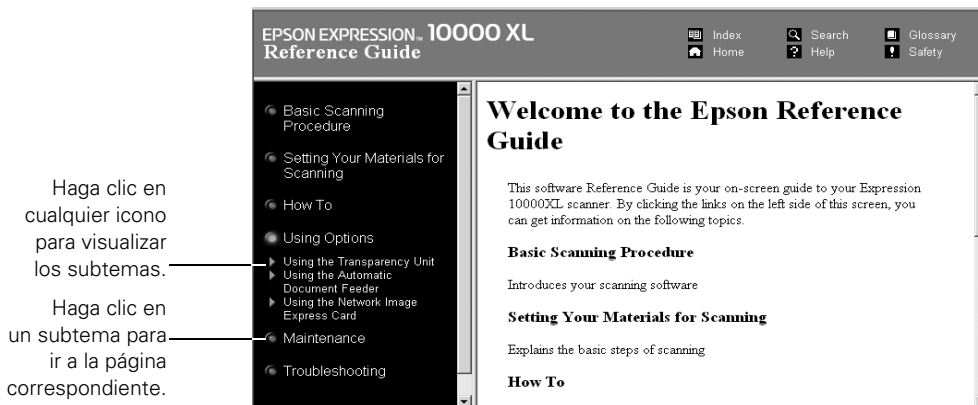 EPSON EXPRESSION™ 10000 XL
Reference Guide
Index
Search
Glossary
Home
Help
Safety
Haga clic en
cualquier icono
para visualizar
los subtemas.
Haga clic en
un subtema para
ir a la página
correspondiente.
Basic Scanning
Procedure
Setting Your Materials for
Scanning
How To
Using Options
Using the Transparency Unit
Using the Automatic
Document Feeder
Using the Network Image
Express Card
Maintenance
Troubleshooting
Welcome to the Epson Reference
Guide
This software Reference Guide is your on-screen guide to your Expression
10000XL scanner. By clicking the links on the left side of this screen, you
can get information on the following topics.
Basic Scanning Procedure
Introduces your scanning software
Setting Your Materials for Scanning
Explains the basic steps of scanning
How To